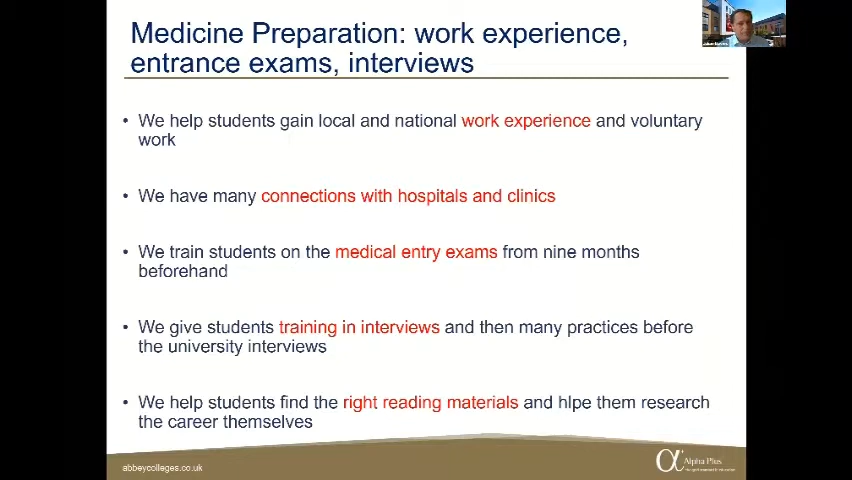 Medicine Preparation: work experience,
entrance exams, interviews
• We help students gain local and national work experience and voluntary
work
• We have many connections with hospitals and clinics
• We train students on the medical entry exams from nine months
beforehand
• We give students training in interviews and then many practices before
the university interviews
• We help students find the right reading materials and hlpe them research
the career themselves
abbeycolleges.co.uk
Alpha Plus